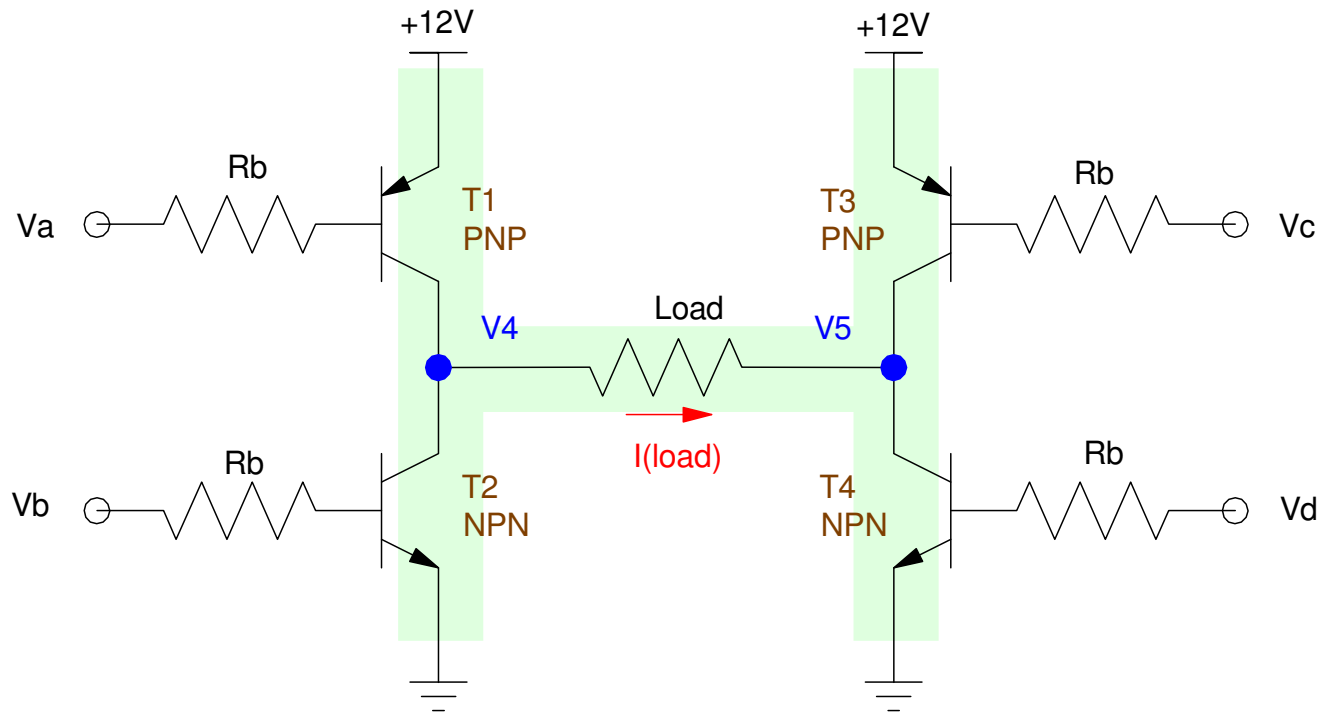 +12V
+12V
Rb
Rb
Va
T1
PNP
T3
PNP
Vc
V4
Load
V5
I(load)
Rb
Rb
Vb
T2
NPN
T4
NPN
Vd